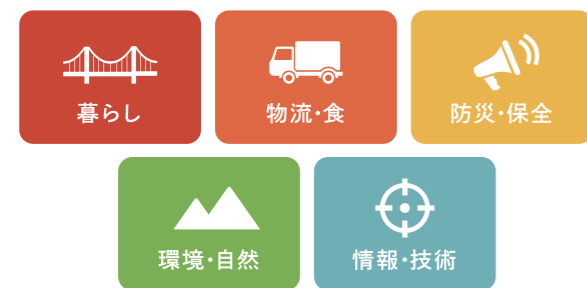 暮らし
物流・食
防災・保全
環境・自然
情報・技術